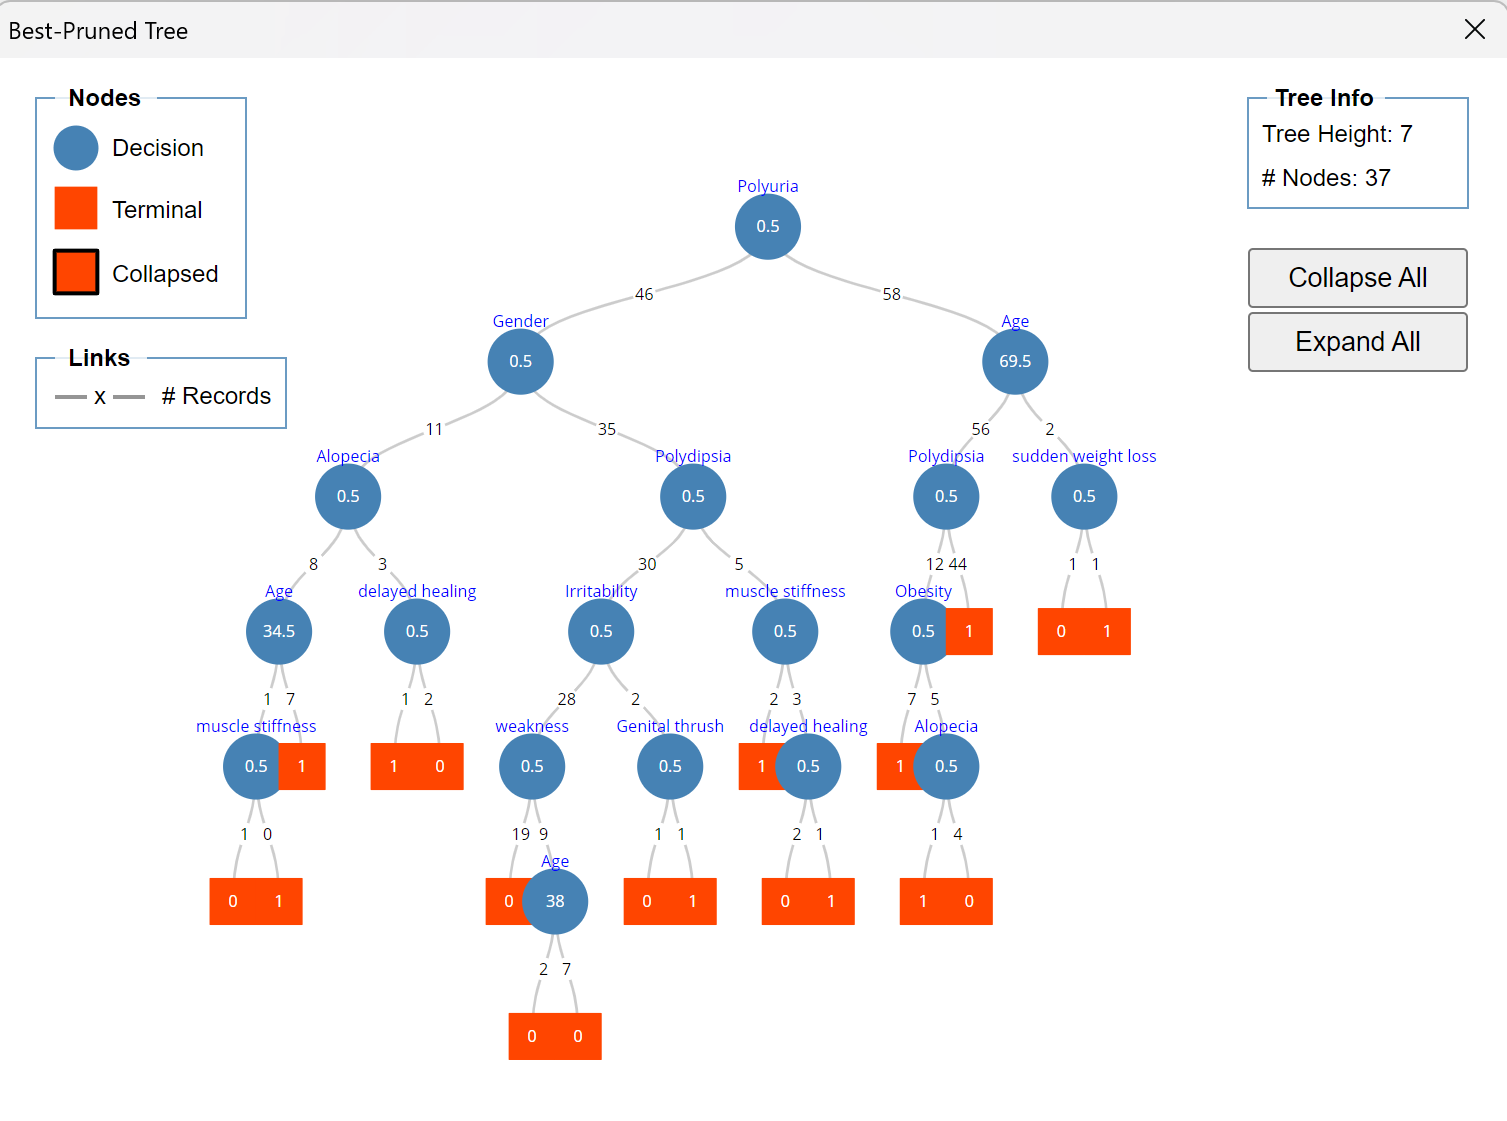 Best-Pruned Tree
Nodes
Decision
Terminal
Collapsed
Links
x # Records
Tree Info
Tree Height: 7
# Nodes: 37
Collapse All
Expand All
Polyuria
0.5
46 58
Gender Age
0.5 69.5
11 35 56 2
Alopecia Polydipsia Polydipsia sudden weight loss
0.5 0.5 0.5 0.5
8 3 30 5 12 44 1 1
Age delayed healing Irritability muscle stiffness Obesity
34.5 0.5 0.5 0.5 0.5 1 0 1
1 7 1 2 28 2 2 3 7 5
muscle stiffness weakness Genital thrush delayed healing Alopecia
0.5 1 1 0 0.5 0.5 1 0.5 1 0.5
1 0 19 9 1 1 2 1 1 4
Age
0 1 0 38 0 1 0 1 1 0
2 7
0 0